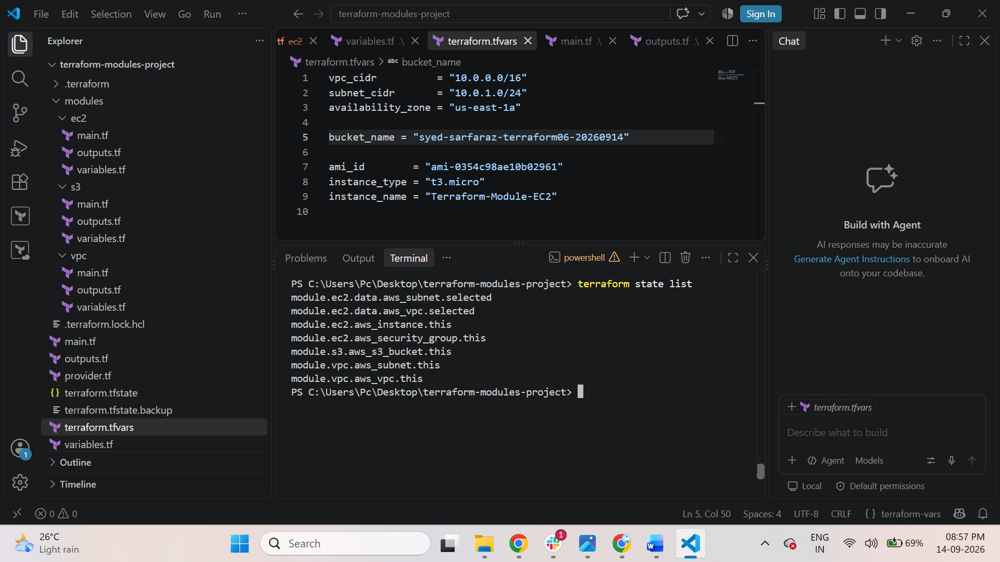 File Edit Selection View Go Run ···
terraform-modules-project
Sign In
Explorer
terraform-modules-project
.terraform
modules
ec2
main.tf
outputs.tf
variables.tf
s3
main.tf
outputs.tf
variables.tf
vpc
main.tf
outputs.tf
variables.tf
.terraform.lock.hcl
main.tf
outputs.tf
provider.tf
terraform.tfstate
terraform.tfstate.backup
terraform.tfvars
variables.tf
Outline
Timeline
1
tf ec2 variables.tf .\ terraform.tfvars main.tf .\ outputs.tf .\
terraform.tfvars > abc bucket_name
1 vpc_cidr = "10.0.0.0/16"
2 subnet_cidr = "10.0.1.0/24"
3 availability_zone = "us-east-1a"
4
5 bucket_name = "syed-sarfaraz-terraform06-20260914"
6
7 ami_id = "ami-0354c98ae10b02961"
8 instance_type = "t3.micro"
9 instance_name = "Terraform-Module-EC2"
10
Problems Output Terminal ··· powershell
PS C:\Users\Pc\Desktop\terraform-modules-project> terraform state list
module.ec2.data.aws_subnet.selected
module.ec2.data.aws_vpc.selected
module.ec2.aws_instance.this
module.ec2.aws_security_group.this
module.s3.aws_s3_bucket.this
module.vpc.aws_subnet.this
module.vpc.aws_vpc.this
PS C:\Users\Pc\Desktop\terraform-modules-project>
Chat
Build with Agent
AI responses may be inaccurate
Generate Agent Instructions to onboard AI
onto your codebase.
terraform.tfvars
Describe what to build
Agent Models
Local Default permissions
0 0
Ln 5, Col 50 Spaces: 4 UTF-8 CRLF { } terraform-vars
26°C
Light rain
Search
1
W
ENG
IN
69%
08:57 PM
14-09-2026